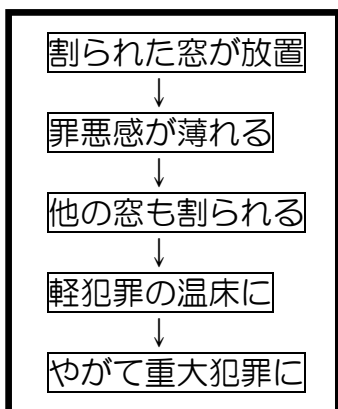 割られた窓が放置
↓
罪悪感が薄れる
↓
他の窓も割られる
↓
軽犯罪の温床に
↓
やがて重大犯罪に